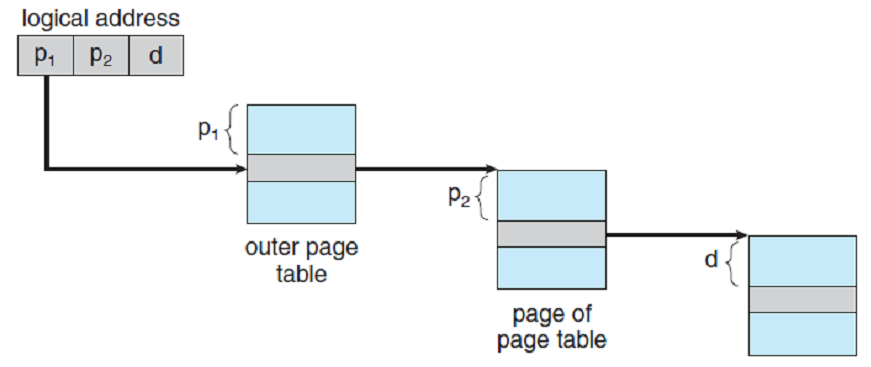 logical address
p₁ p₂ d
p₁
outer page
table
p₂
page of
page table
d